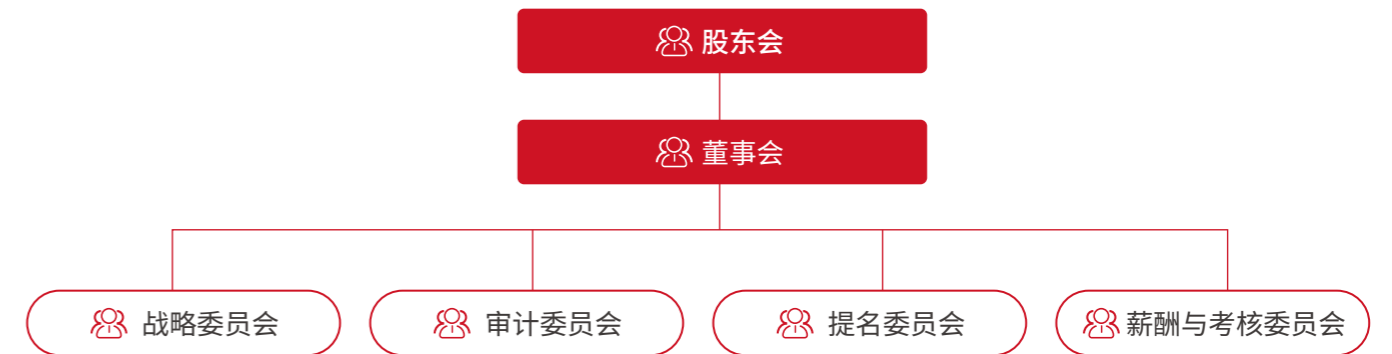 股东会
董事会
战略委员会
审计委员会
提名委员会
薪酬与考核委员会